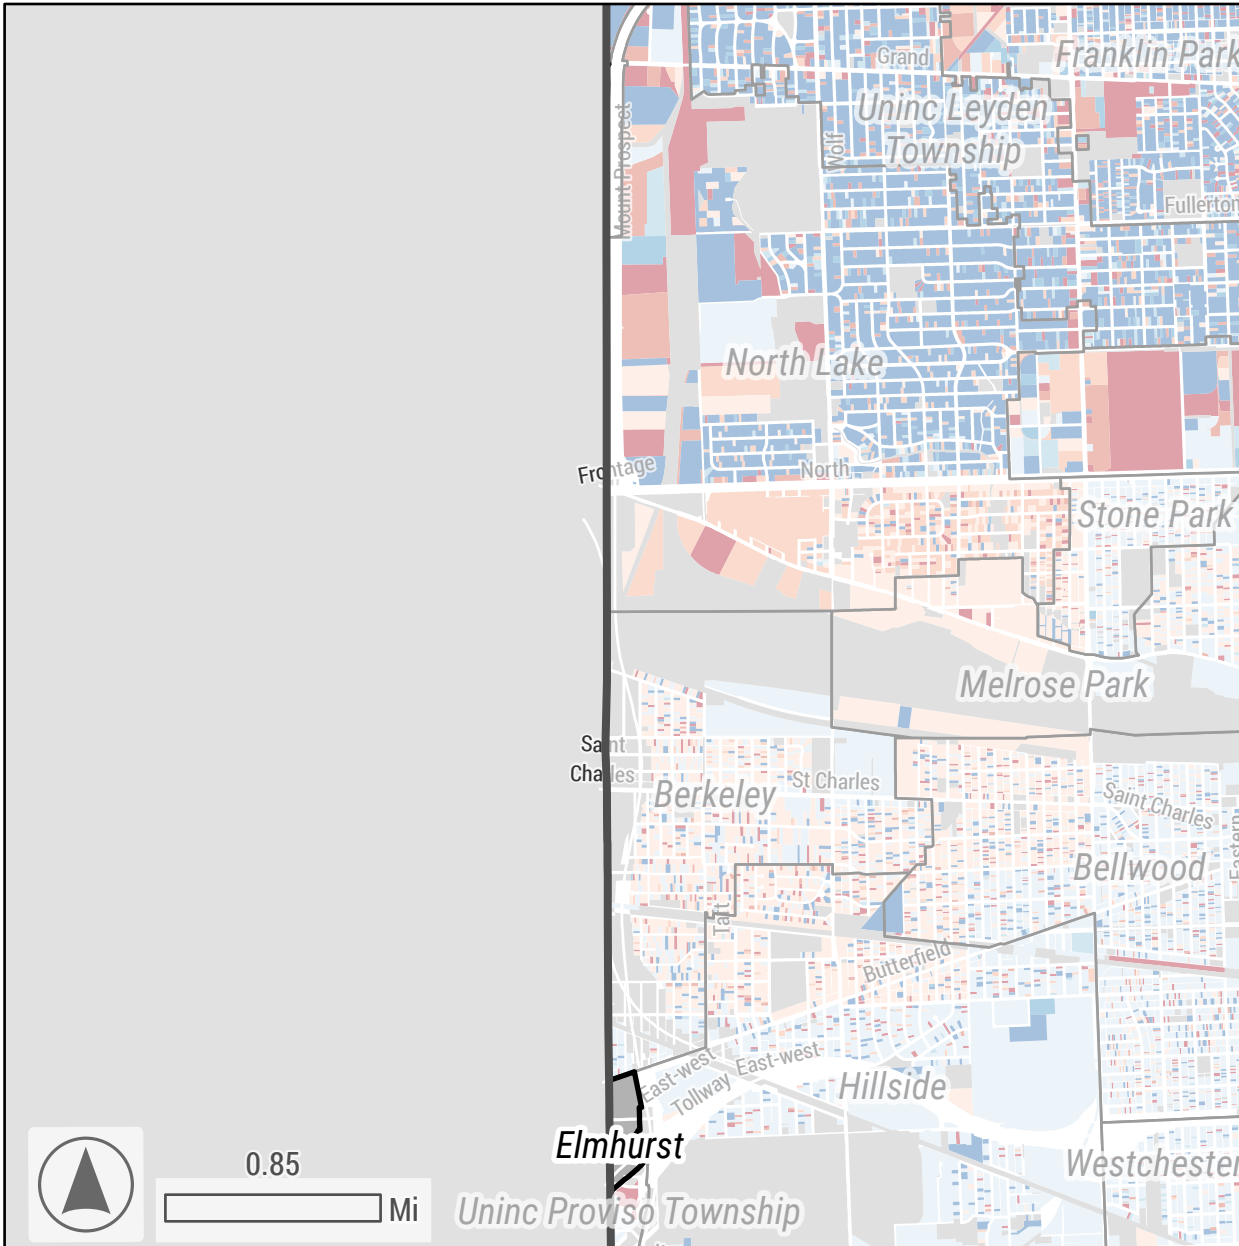 Grand
Franklin Park
Uninc Leyden
Township
Mount Prospect
Wolf
Fullerton
North Lake
Frontage
North
Stone Park
Melrose Park
Saint
Charles
St Charles
Berkeley
Saint Charles
Eastern
Bellwood
Taft
Butterfield
East-west
East-west
Tollway
Hillside
Elmhurst
Westchester
0.85
Mi
Uninc Proviso Township